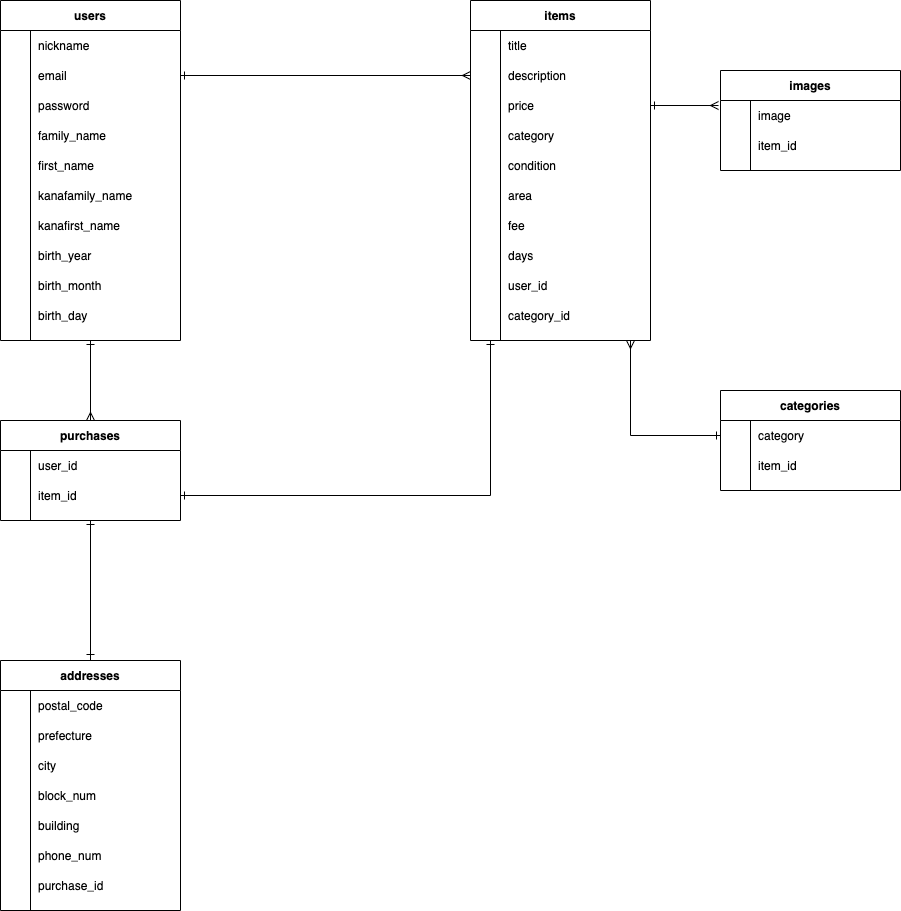 users
nickname
email
password
family_name
first_name
kanafamily_name
kanafirst_name
birth_year
birth_month
birth_day
items
title
description
price
category
condition
area
fee
days
user_id
category_id
images
image
item_id
categories
category
item_id
purchases
user_id
item_id
addresses
postal_code
prefecture
city
block_num
building
phone_num
purchase_id